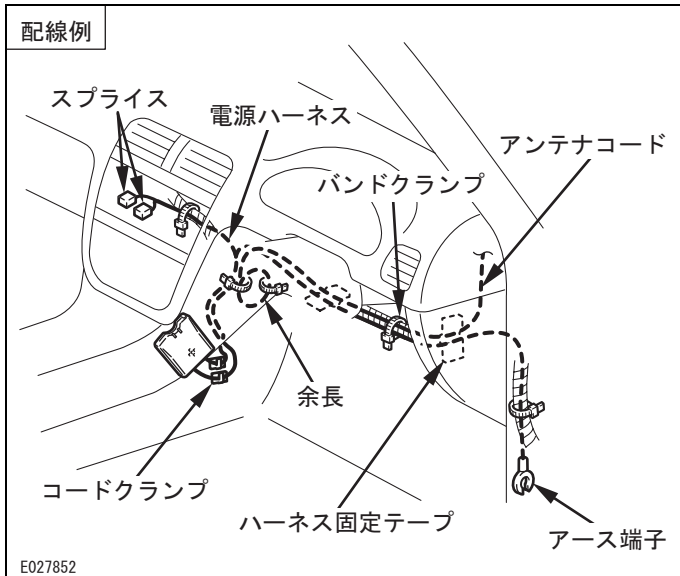 配線例
スプライス
電源ハーネス
アンテナコード
バンドクランプ
余長
コードクランプ
ハーネス固定テープ
アース端子
E027852